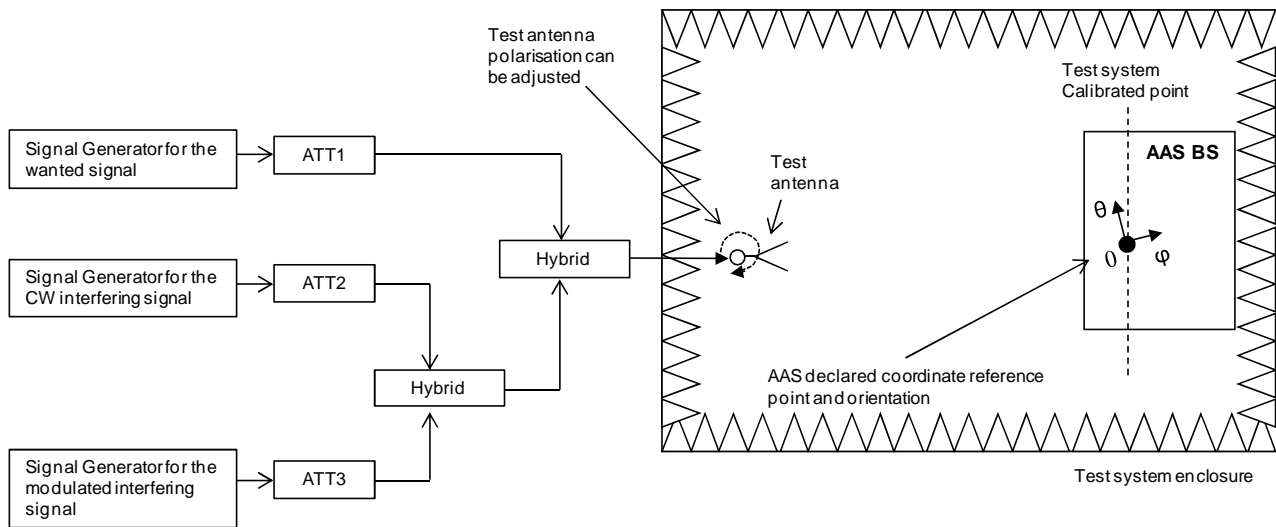 Signal Generator for the
wanted signal
ATT1
Signal Generator for the
CW interfering signal
ATT2
Signal Generator for the
modulated interfering
signal
ATT3
Hybrid
Hybrid
Test antenna
polarisation can
be adjusted
Test
antenna
Test system
Calibrated point
AAS BS
θ
0
φ
AAS declared coordinate reference
point and orientation
Test system enclosure